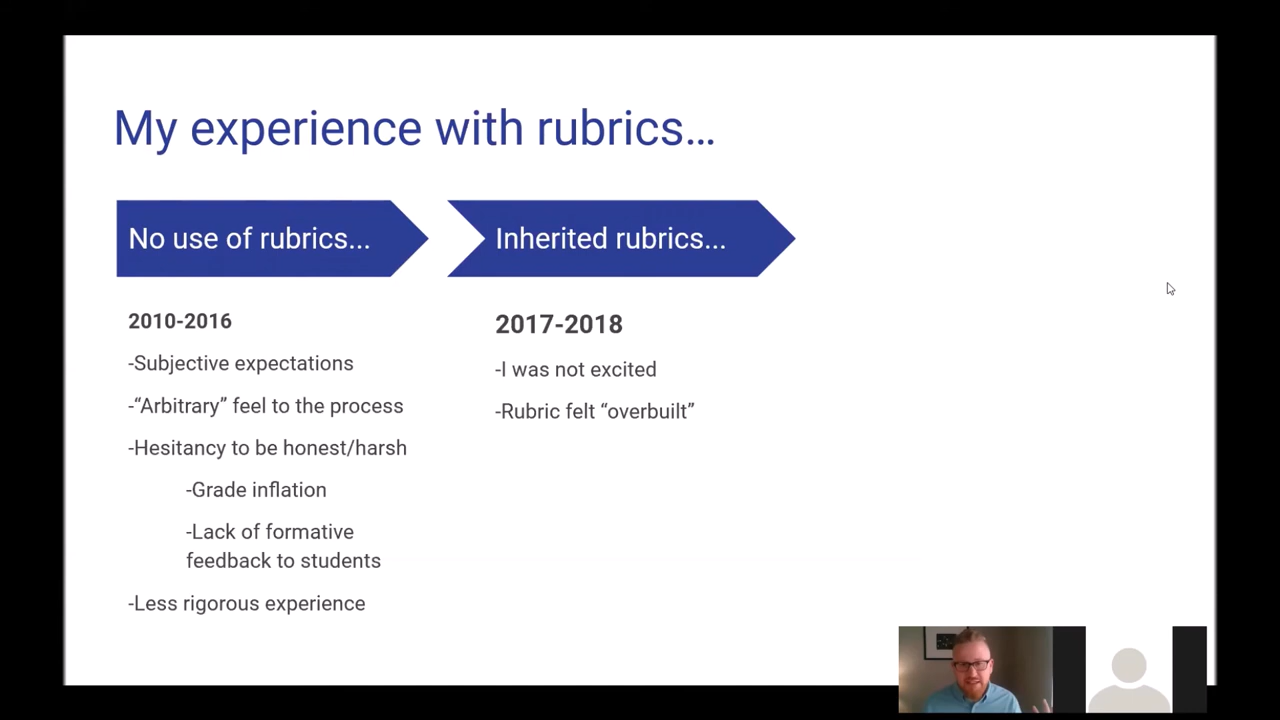 My experience with rubrics...
No use of rubrics...
2010-2016
-Subjective expectations
-“Arbitrary” feel to the process
-Hesitancy to be honest/harsh
-Grade inflation
-Lack of formative
feedback to students
-Less rigorous experience
Inherited rubrics...
2017-2018
-I was not excited
-Rubric felt “overbuilt”